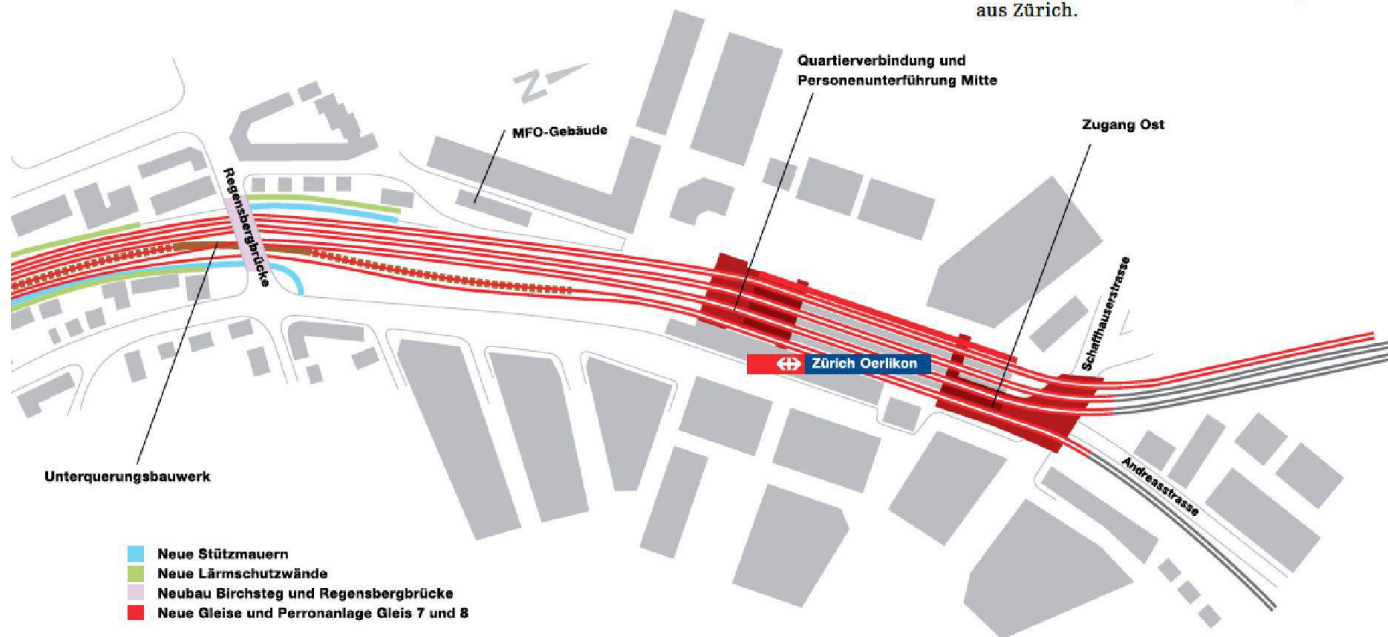 aus Zürich.
Quartierverbindung und
Personenunterführung Mitte
N
MFO-Gebäude
Zugang Ost
Regensbergbrücke
Schaffhauserstrasse
Zürich Oerlikon
Unterquerungsbauwerk
Andreasstrasse
Neue Stützmauern
Neue Lärmschutzwände
Neubau Birchsteg und Regensbergbrücke
Neue Gleise und Perronanlage Gleis 7 und 8